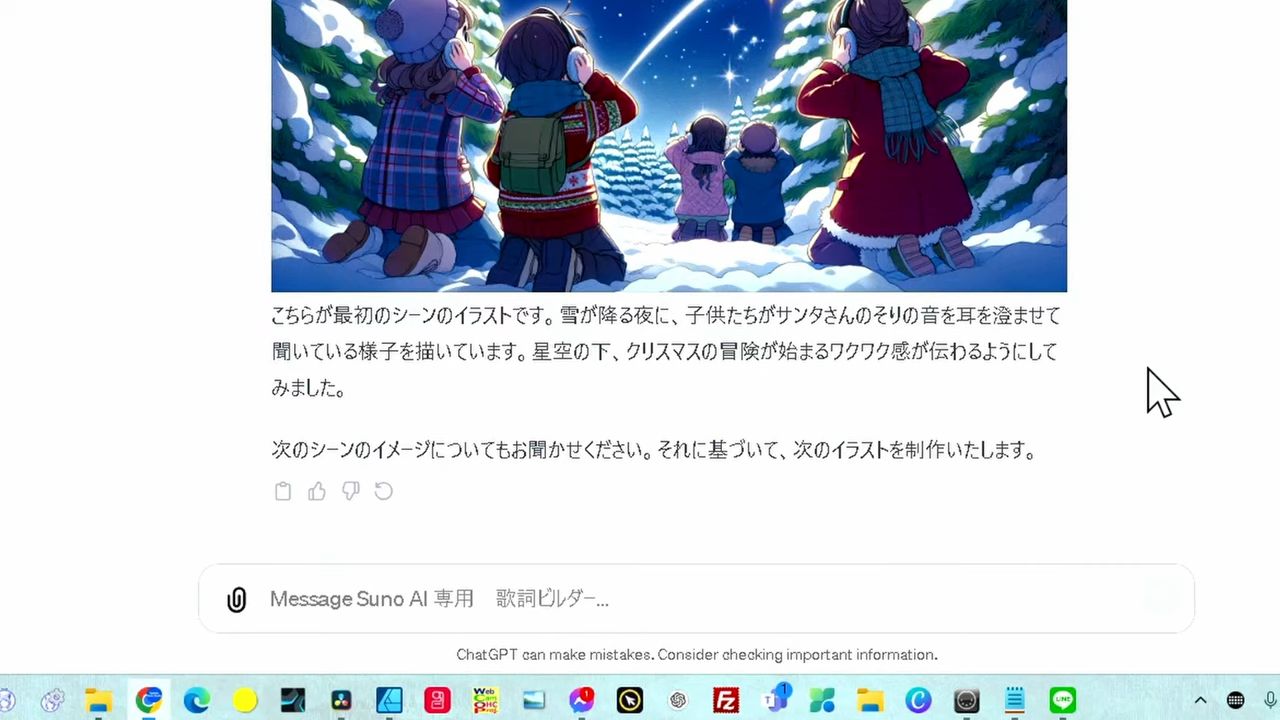 こちらが最初のシーンのイラストです。雪が降る夜に、子供たちがサンタさんのそりの音を耳を澄ませて
聞いている様子を描いています。星空の下、クリスマスの冒険が始まるワクワク感が伝わるようにして
みました。
次のシーンのイメージについてもお聞かせください。それに基づいて、次のイラストを制作いたします。
Message Suno AI 専用　歌詞ビルダー...
ChatGPT can make mistakes. Consider checking important information.
1
1
LINE